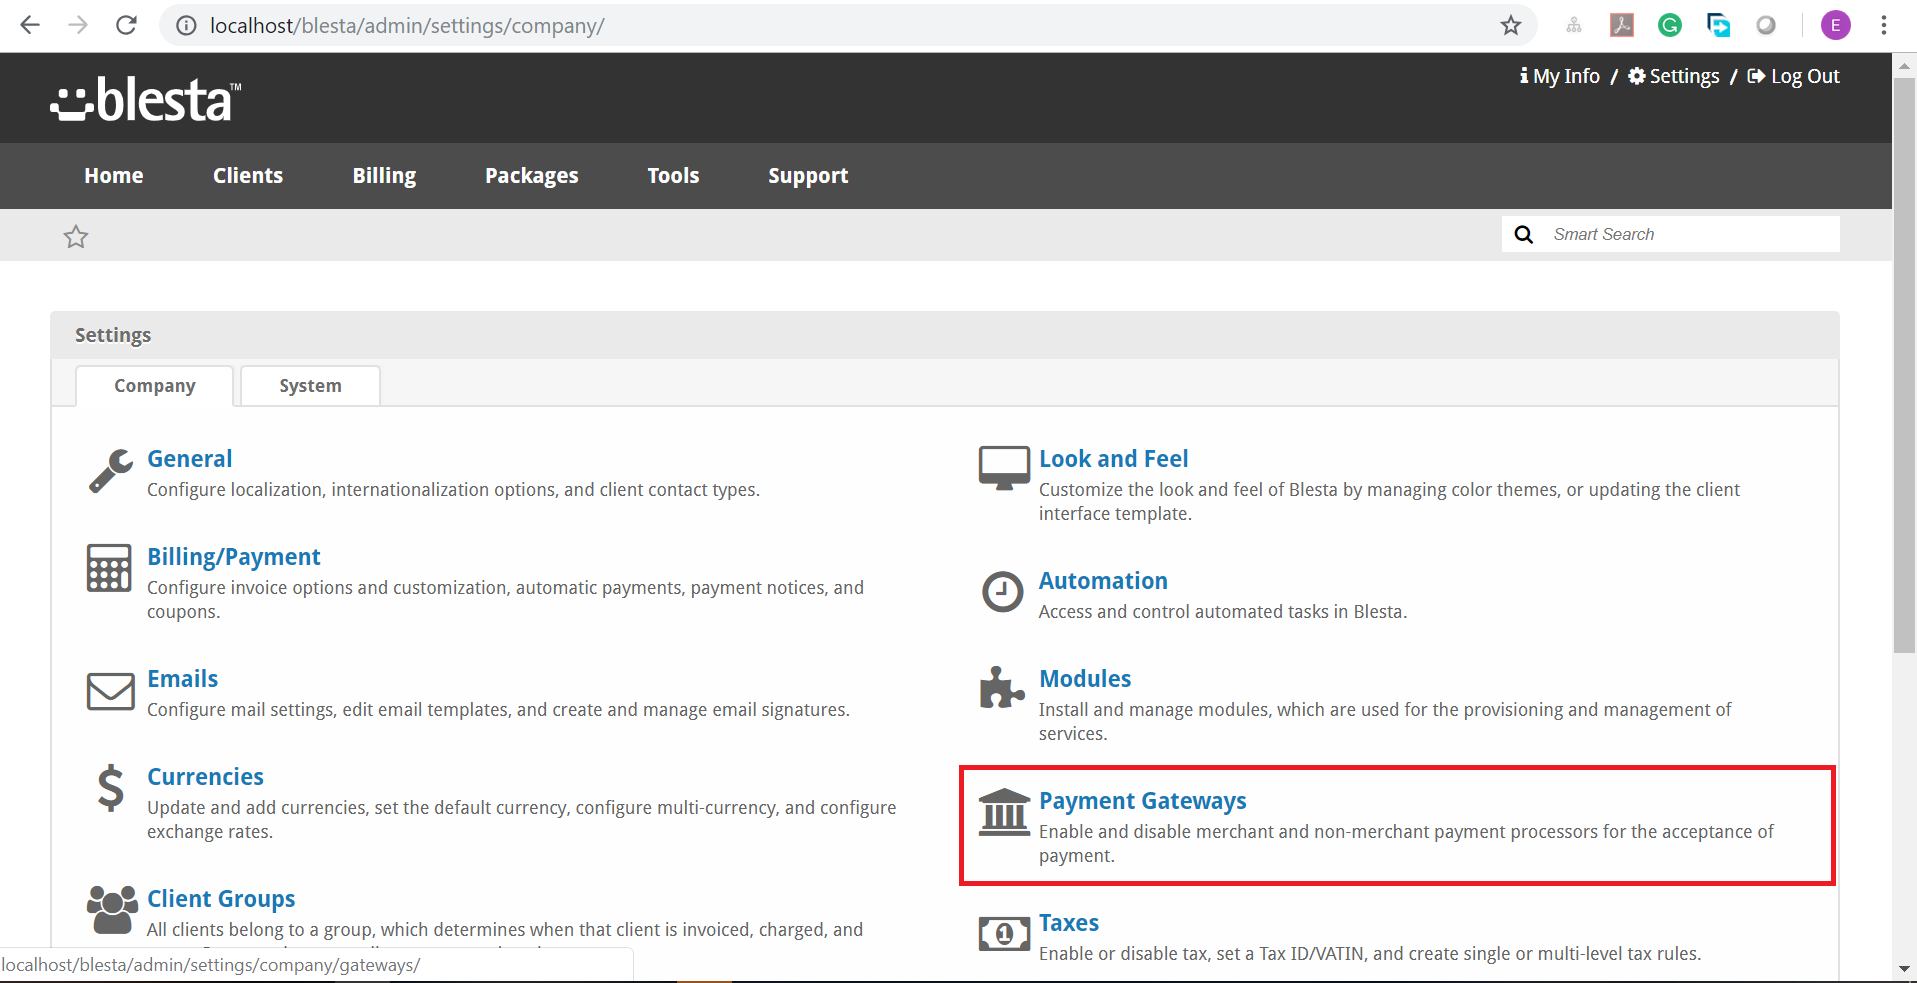 localhost/blesta/admin/settings/company/
E
blesta™
My Info / Settings / Log Out
Home Clients Billing Packages Tools Support
Smart Search
Settings
Company System
General
Configure localization, internationalization options, and client contact types.
Billing/Payment
Configure invoice options and customization, automatic payments, payment notices, and
coupons.
Emails
Configure mail settings, edit email templates, and create and manage email signatures.
Currencies
Update and add currencies, set the default currency, configure multi-currency, and configure
exchange rates.
Client Groups
All clients belong to a group, which determines when that client is invoiced, charged, and
Look and Feel
Customize the look and feel of Blesta by managing color themes, or updating the client
interface template.
Automation
Access and control automated tasks in Blesta.
Modules
Install and manage modules, which are used for the provisioning and management of
services.
Payment Gateways
Enable and disable merchant and non-merchant payment processors for the acceptance of
payment.
Taxes
Enable or disable tax, set a Tax ID/VATIN, and create single or multi-level tax rules.
localhost/blesta/admin/settings/company/gateways/